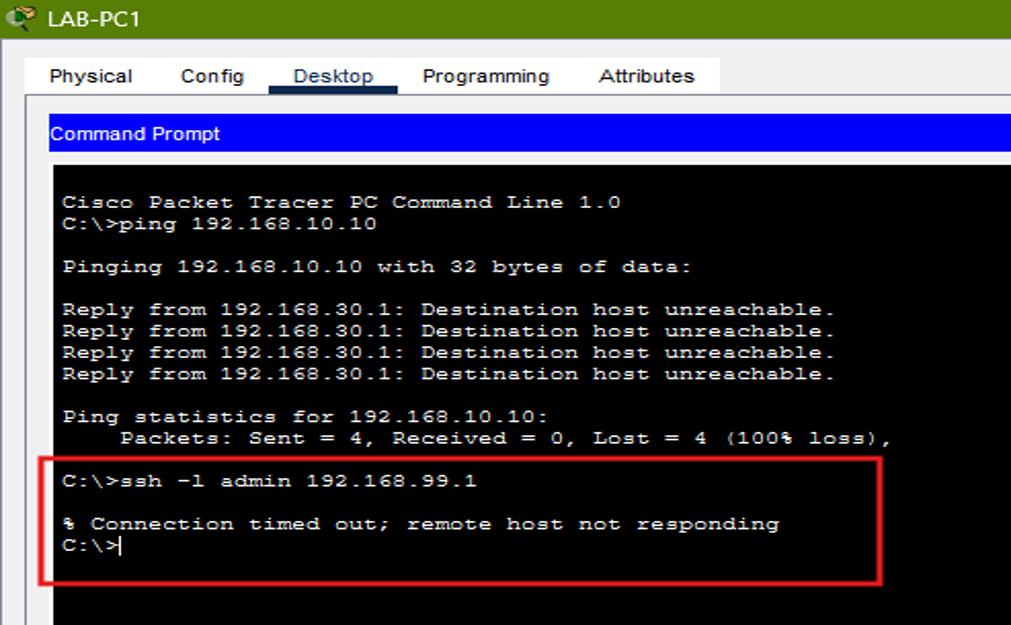 LAB-PC1
Physical Config Desktop Programming Attributes
Command Prompt
Cisco Packet Tracer PC Command Line 1.0
C:\>ping 192.168.10.10
Pinging 192.168.10.10 with 32 bytes of data:
Reply from 192.168.30.1: Destination host unreachable.
Reply from 192.168.30.1: Destination host unreachable.
Reply from 192.168.30.1: Destination host unreachable.
Reply from 192.168.30.1: Destination host unreachable.
Ping statistics for 192.168.10.10:
    Packets: Sent = 4, Received = 0, Lost = 4 (100% loss),
C:\>ssh -l admin 192.168.99.1
% Connection timed out; remote host not responding
C:\>